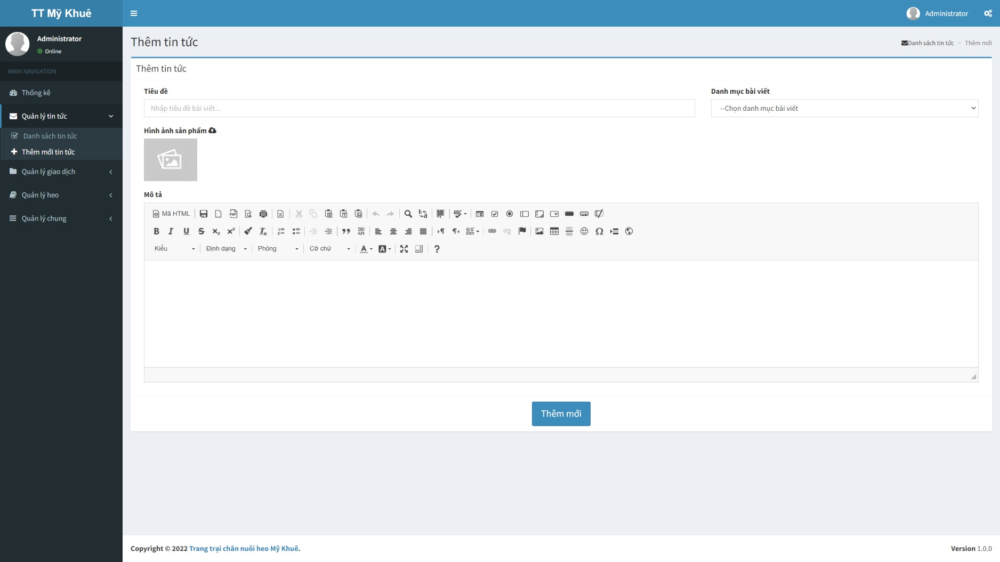 TT Mỹ Khuê
Administrator
Administrator
Online
MAIN NAVIGATION
Thống kê
Quản lý tin tức
Danh sách tin tức
Thêm mới tin tức
Quản lý giao dịch
Quản lý heo
Quản lý chung
Thêm tin tức
Danh sách tin tức > Thêm mới
Thêm tin tức
Tiêu đề
Nhập tiêu đề bài viết...
Danh mục bài viết
--Chọn danh mục bài viết
Hình ảnh sản phẩm
Mô tả
Mã HTML
Kiểu
Định dạng
Phông
Cỡ chữ
Thêm mới
Copyright © 2022 Trang trại chăn nuôi heo Mỹ Khuê.
Version 1.0.0